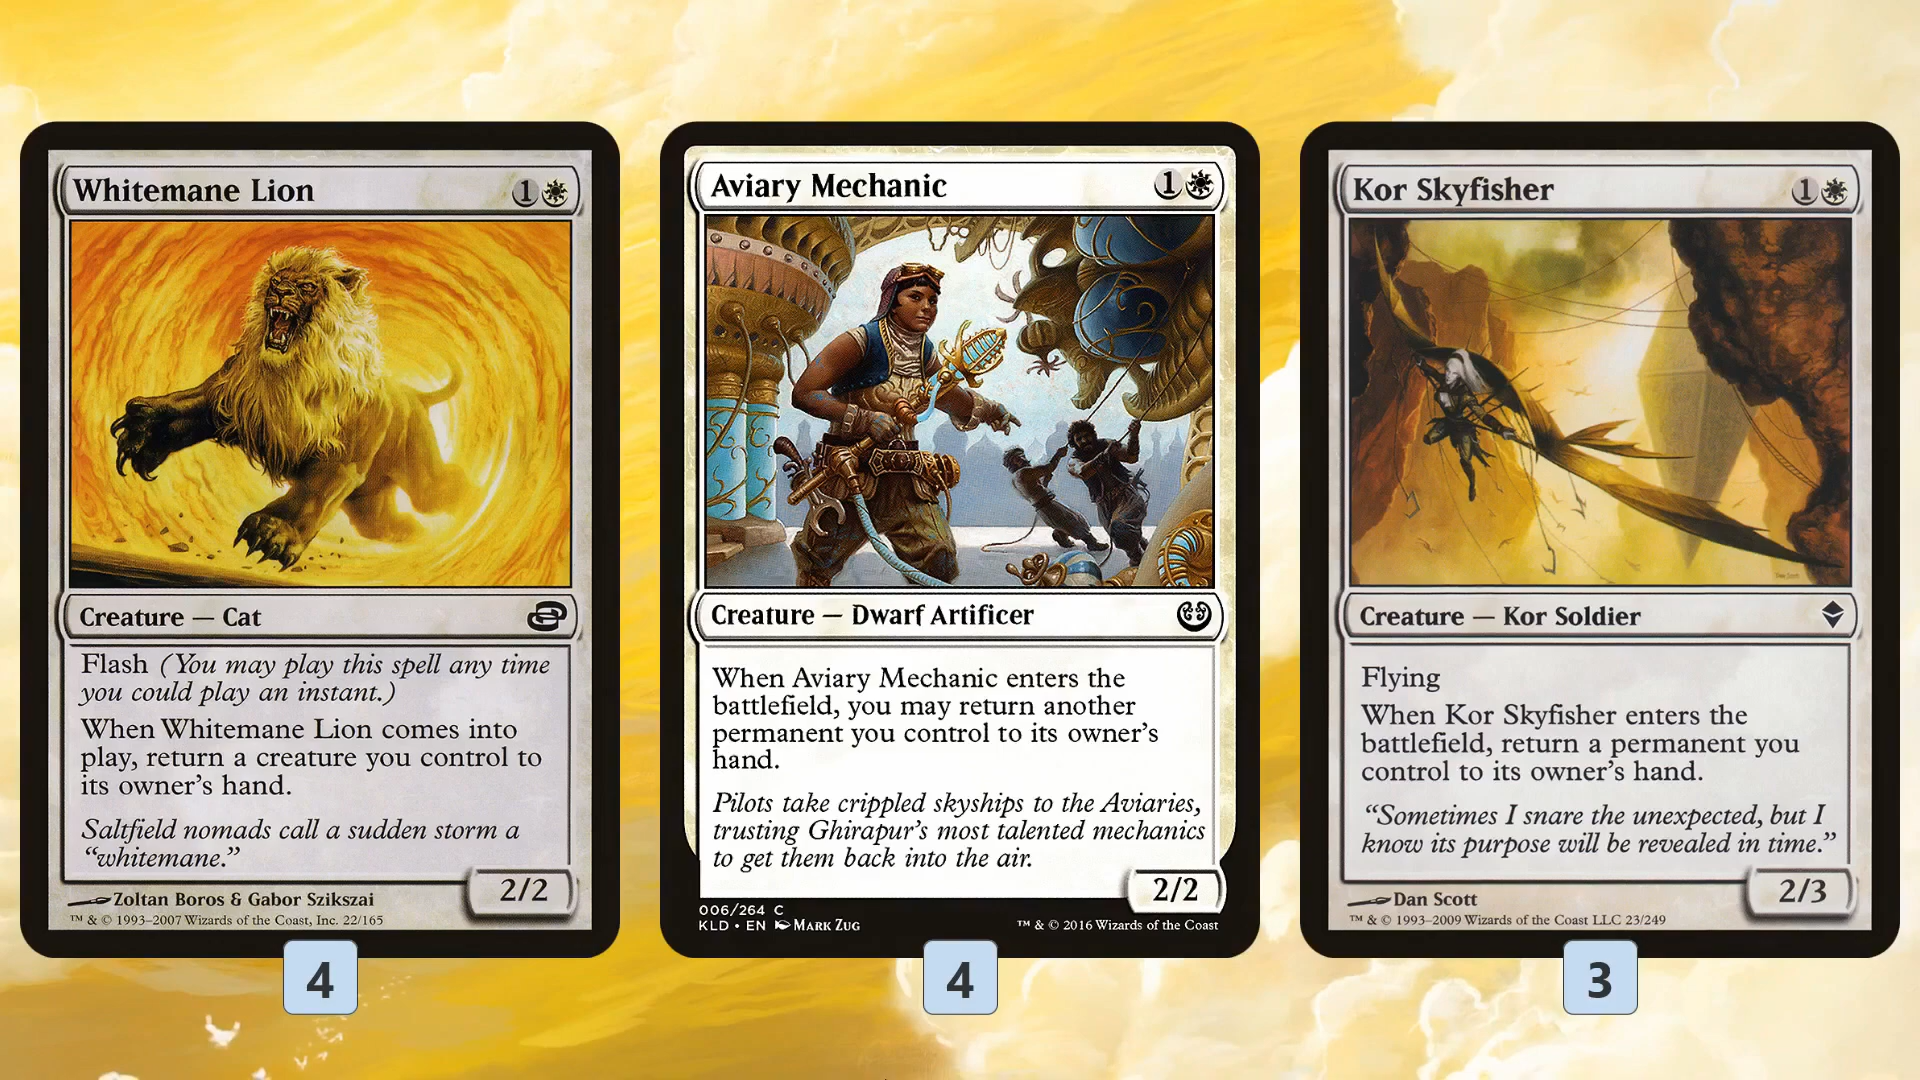 Whitemane Lion 1
Creature — Cat
Flash (You may play this spell any time
you could play an instant.)
When Whitemane Lion comes into
play, return a creature you control to
its owner's hand.
Saltfield nomads call a sudden storm a
“whitemane.”
2/2
Zoltan Boros & Gabor Szikszai
™ & © 1993–2007 Wizards of the Coast, Inc. 22/165
4
Aviary Mechanic 1
Creature — Dwarf Artificer
When Aviary Mechanic enters the
battlefield, you may return another
permanent you control to its owner's
hand.
Pilots take crippled skyships to the Aviaries,
trusting Ghirapur's most talented mechanics
to get them back into the air.
2/2
006/264 C
KLD • EN Mark Zug
™ & © 2016 Wizards of the Coast
4
Kor Skyfisher 1
Creature — Kor Soldier
Flying
When Kor Skyfisher enters the
battlefield, return a permanent you
control to its owner's hand.
“Sometimes I snare the unexpected, but I
know its purpose will be revealed in time.”
2/3
Dan Scott
™ & © 1993–2009 Wizards of the Coast LLC 23/249
3